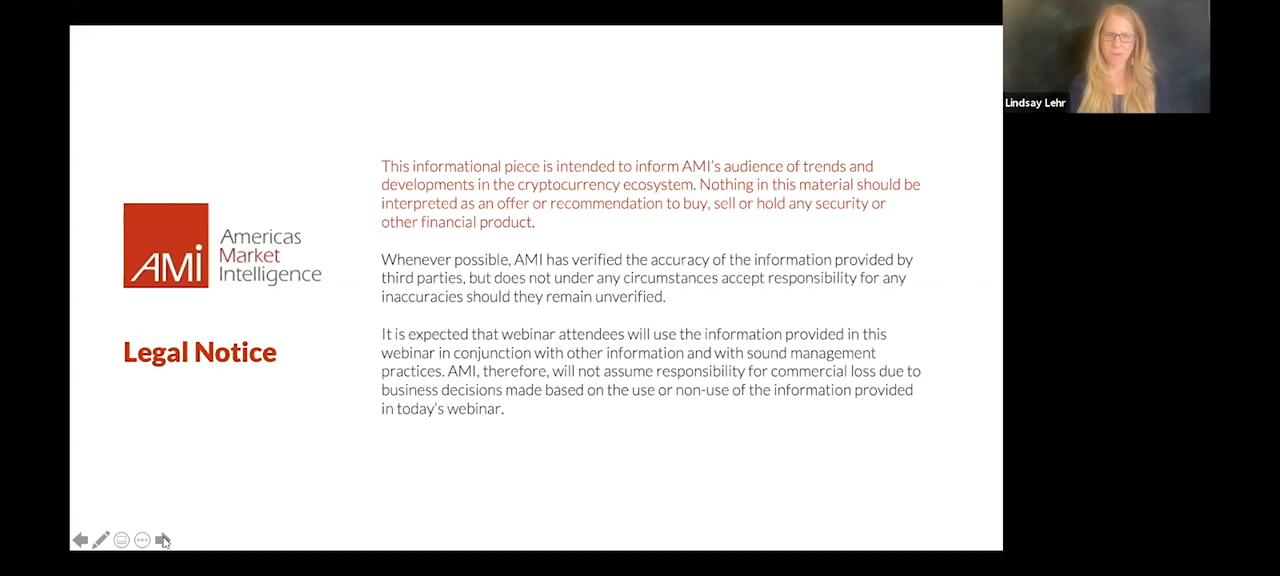 Lindsay Lehr
This informational piece is intended to inform AMI's audience of trends and
developments in the cryptocurrency ecosystem. Nothing in this material should be
interpreted as an offer or recommendation to buy, sell or hold any security or
other financial product.
AMI
Americas
Market
Intelligence
Whenever possible, AMI has verified the accuracy of the information provided by
third parties, but does not under any circumstances accept responsibility for any
inaccuracies should they remain unverified.
Legal Notice
It is expected that webinar attendees will use the information provided in this
webinar in conjunction with other information and with sound management
practices. AMI, therefore, will not assume responsibility for commercial loss due to
business decisions made based on the use or non-use of the information provided
in today's webinar.